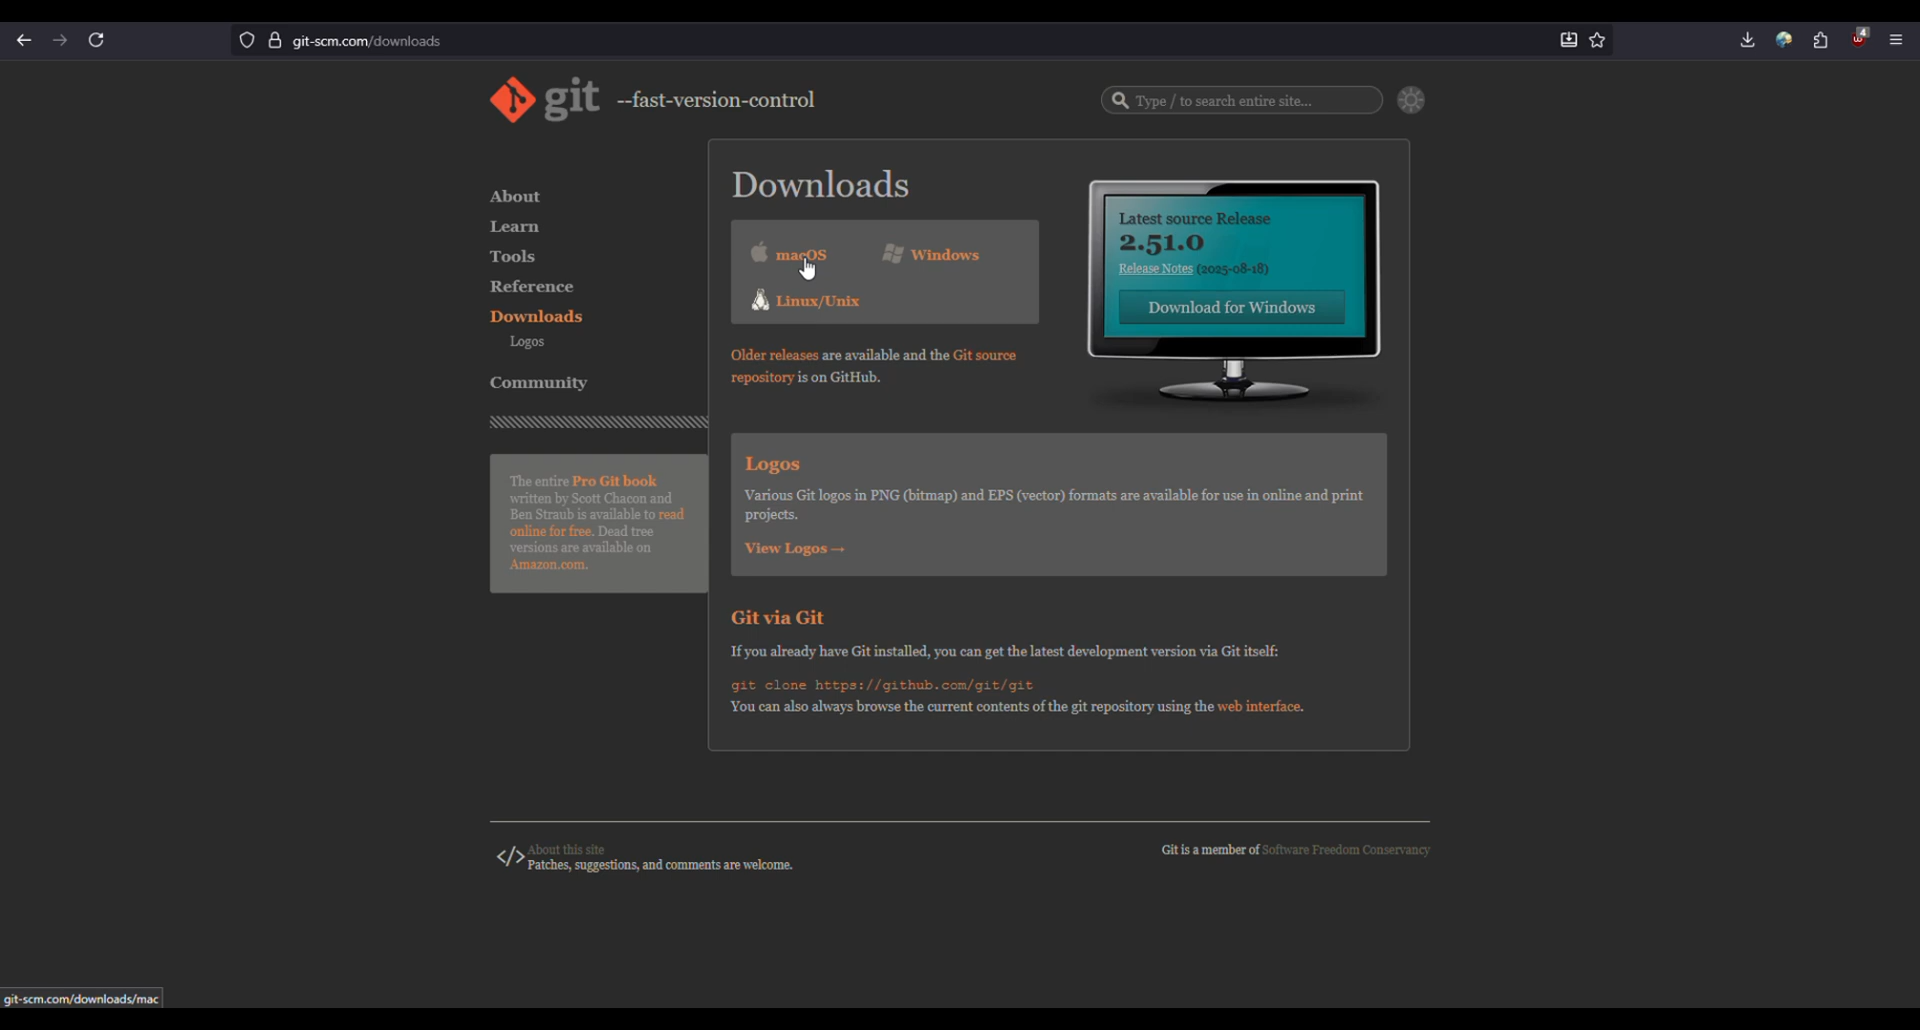 git-scm.com/downloads
4
git --fast-version-control
Type / to search entire site...
About
Learn
Tools
Reference
Downloads
Logos
Community
The entire Pro Git book
written by Scott Chacon and
Ben Straub is available to read
online for free. Dead tree
versions are available on
Amazon.com.
Downloads
macOS
Windows
Linux/Unix
Older releases are available and the Git source
repository is on GitHub.
Latest source Release
2.51.0
Release Notes (2025-08-18)
Download for Windows
Logos
Various Git logos in PNG (bitmap) and EPS (vector) formats are available for use in online and print
projects.
View Logos →
Git via Git
If you already have Git installed, you can get the latest development version via Git itself:
git clone https://github.com/git/git
You can also always browse the current contents of the git repository using the web interface.
</> About this site
Patches, suggestions, and comments are welcome.
Git is a member of Software Freedom Conservancy
git-scm.com/downloads/mac